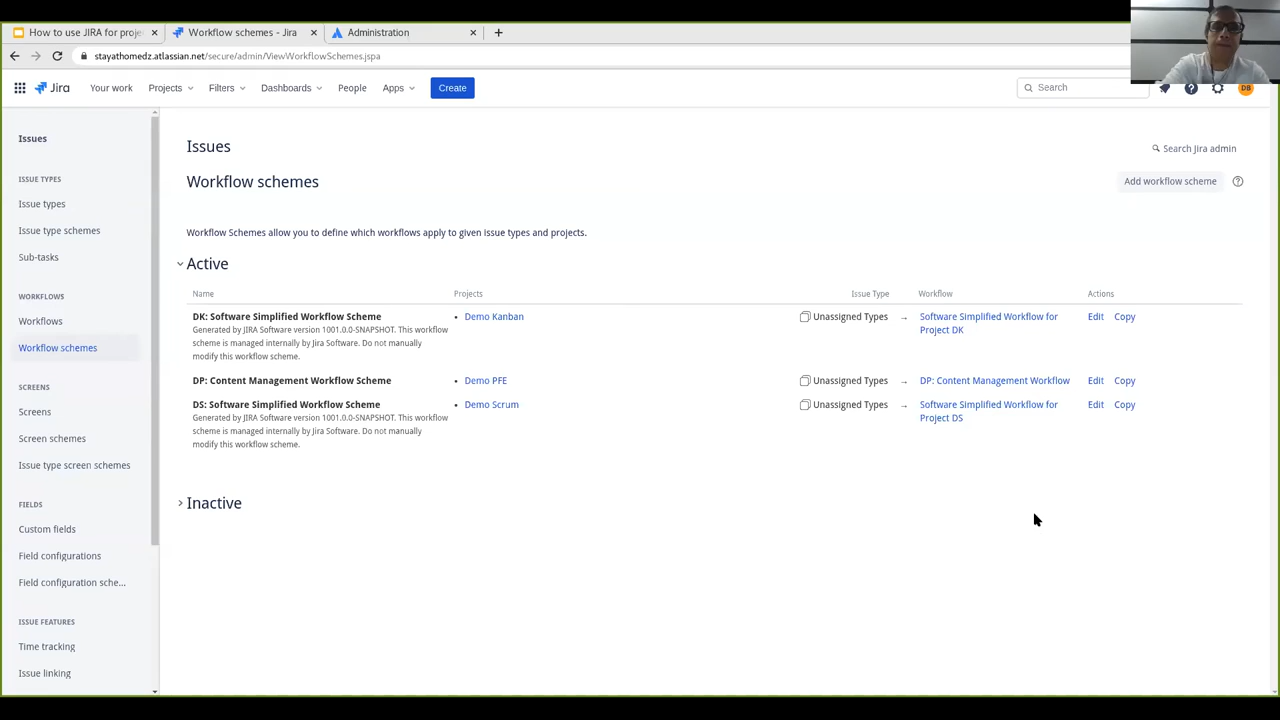 How to use JIRA for proje
Workflow schemes - Jira
Administration
stayathomedz.atlassian.net/secure/admin/ViewWorkflowSchemes.jspa
Jira
Your work
Projects
Filters
Dashboards
People
Apps
Create
Search
DB
Issues
ISSUE TYPES
Issue types
Issue type schemes
Sub-tasks
WORKFLOWS
Workflows
Workflow schemes
SCREENS
Screens
Screen schemes
Issue type screen schemes
FIELDS
Custom fields
Field configurations
Field configuration sche...
ISSUE FEATURES
Time tracking
Issue linking
Issues
Search Jira admin
Workflow schemes
Add workflow scheme
Workflow Schemes allow you to define which workflows apply to given issue types and projects.
Active
Name Projects Issue Type Workflow Actions
DK: Software Simplified Workflow Scheme
Generated by JIRA Software version 1001.0.0-SNAPSHOT. This workflow
scheme is managed internally by Jira Software. Do not manually
modify this workflow scheme.
• Demo Kanban
Unassigned Types →
Software Simplified Workflow for
Project DK
Edit Copy
DP: Content Management Workflow Scheme
• Demo PFE
Unassigned Types →
DP: Content Management Workflow
Edit Copy
DS: Software Simplified Workflow Scheme
Generated by JIRA Software version 1001.0.0-SNAPSHOT. This workflow
scheme is managed internally by Jira Software. Do not manually
modify this workflow scheme.
• Demo Scrum
Unassigned Types →
Software Simplified Workflow for
Project DS
Edit Copy
Inactive